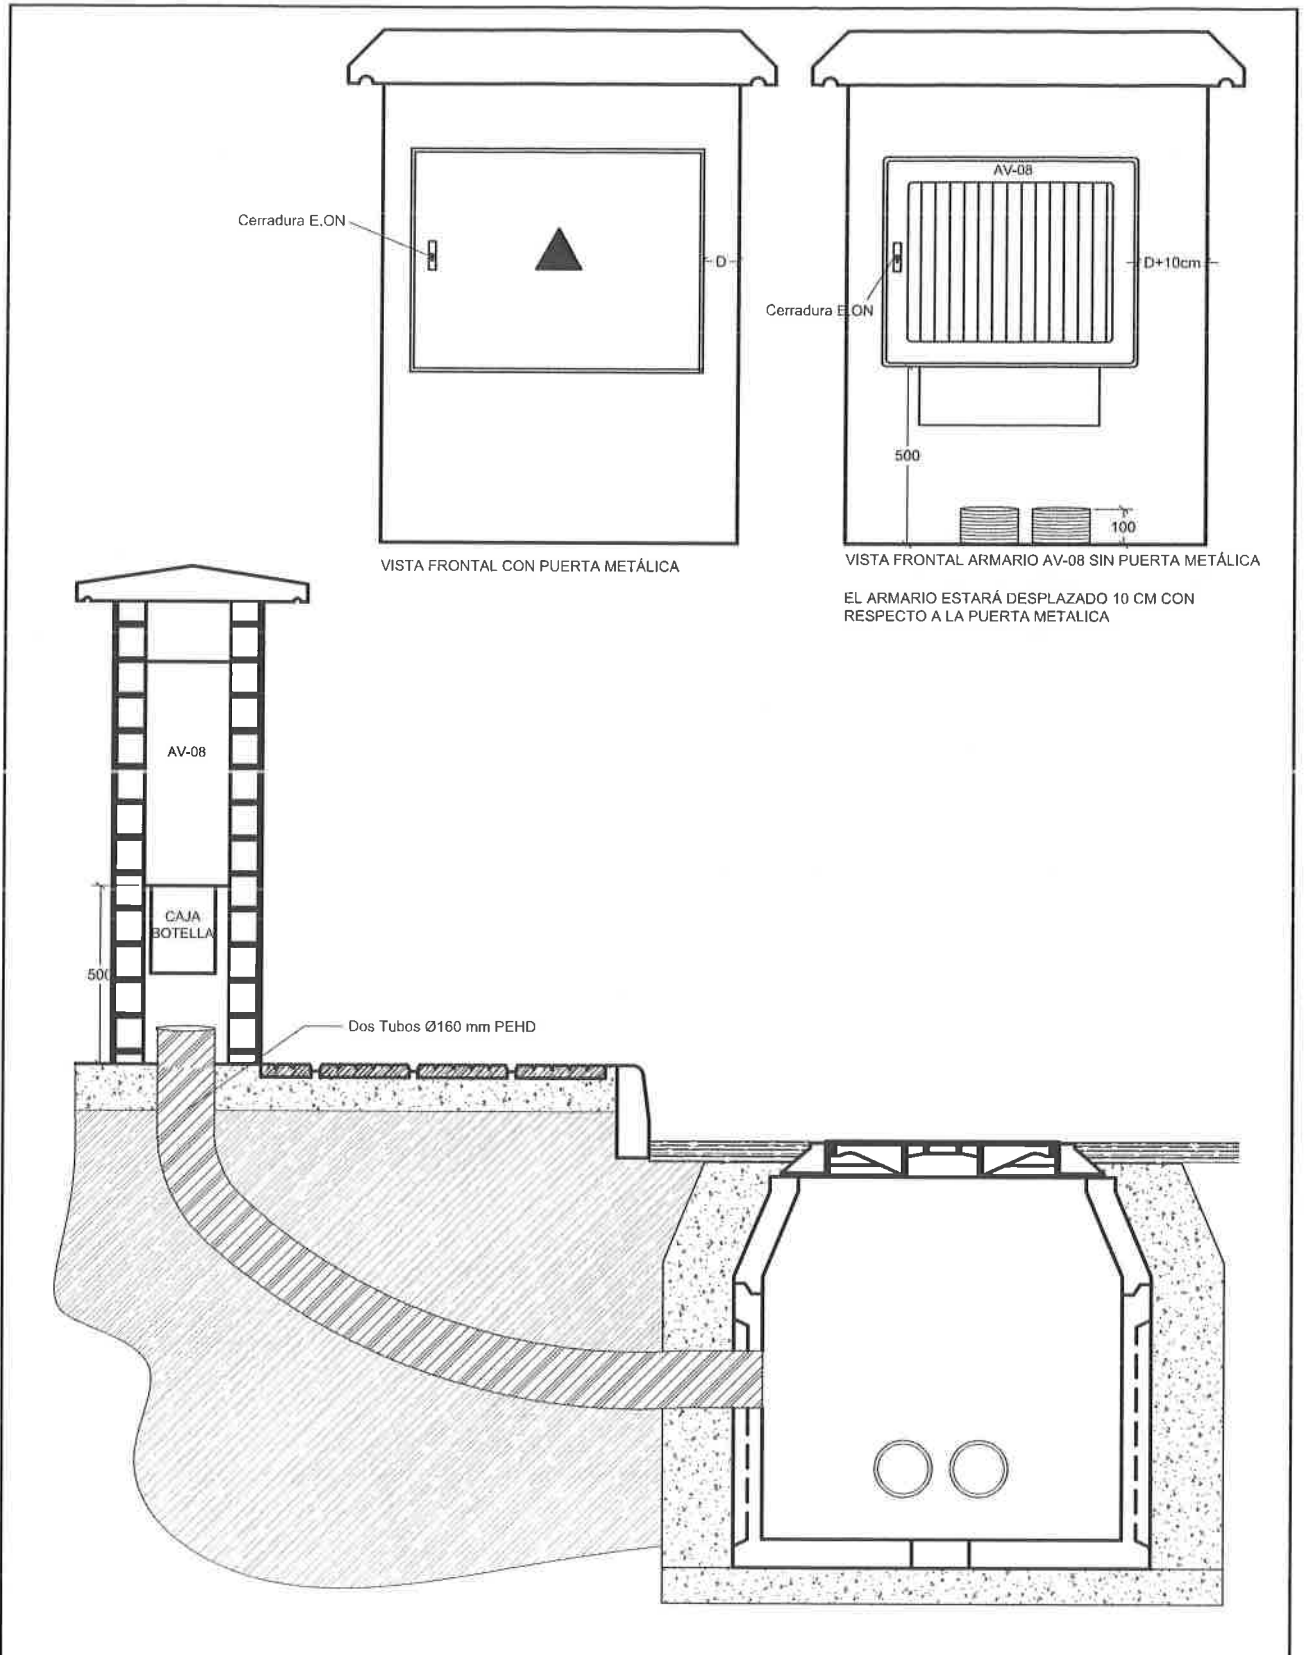 AV-08
Cerradura E.ON
D
D+10cm
Cerradura E.ON
500
100
VISTA FRONTAL CON PUERTA METÁLICA
VISTA FRONTAL ARMARIO AV-08 SIN PUERTA METÁLICA
EL ARMARIO ESTARÁ DESPLAZADO 10 CM CON
RESPECTO A LA PUERTA METALICA
AV-08
CAJA
BOTELLA
500
Dos Tubos Ø160 mm PEHD